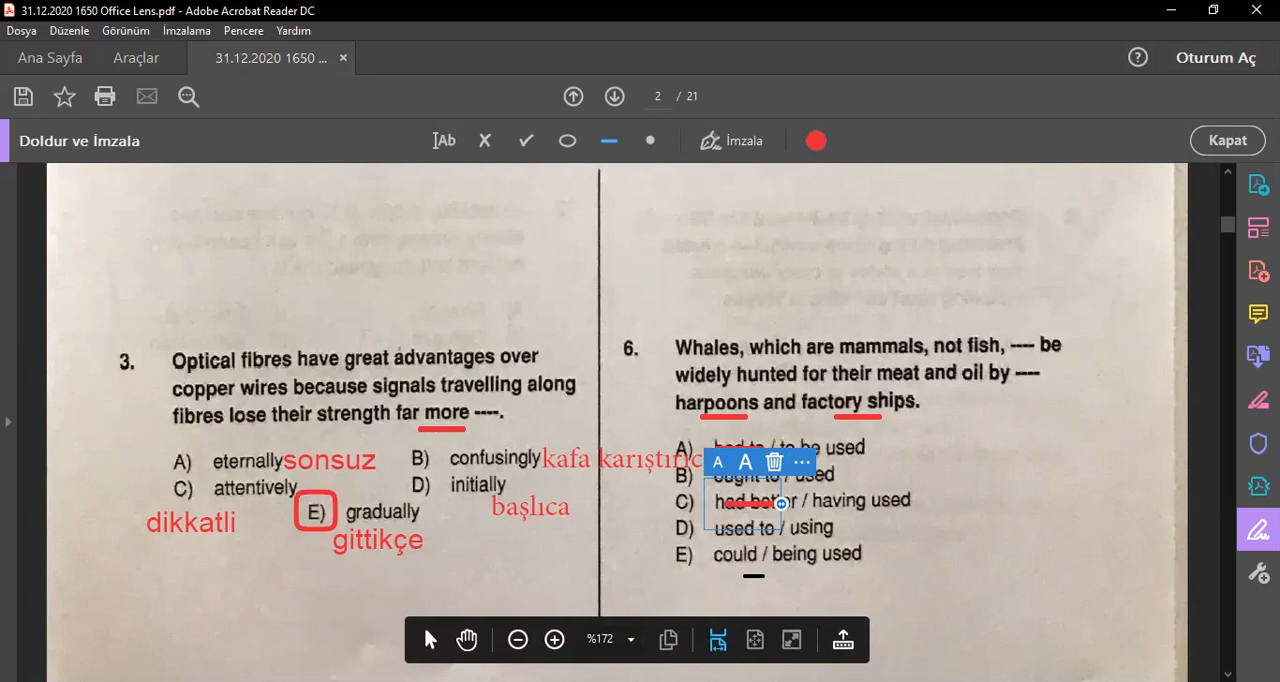 31.12.2020 1650 Office Lens.pdf - Adobe Acrobat Reader DC
Dosya Düzenle Görünüm İmzalama Pencere Yardım
Ana Sayfa Araçlar 31.12.2020 1650 ... × Oturum Aç
2 / 21
Doldur ve İmzala Ab İmzala Kapat
3. Optical fibres have great advantages over
copper wires because signals travelling along
fibres lose their strength far more ----.
A) eternally sonsuz B) confusingly kafa karıştırıc
C) attentively D) initially
dikkatli başlıca
E) gradually
gittikçe
6. Whales, which are mammals, not fish, ---- be
widely hunted for their meat and oil by ----
harpoons and factory ships.
A) had to / to be used
B) ought to / used
C) had better / having used
D) used to / using
E) could / being used
A A ...
%172